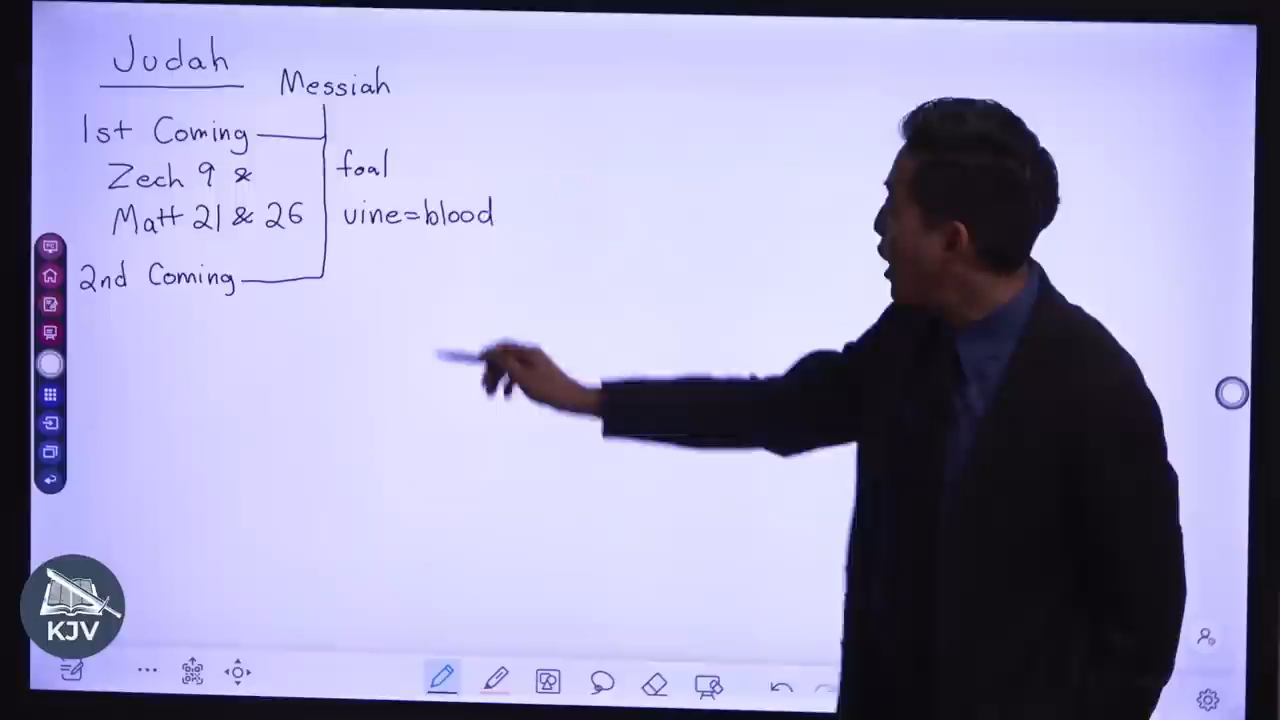 Judah
Messiah
1st Coming
Zech 9 &
foal
Matt 21 & 26
vine=blood
2nd Coming
KJV